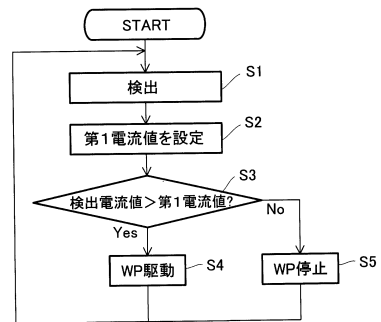 START
検出
S1
第1電流値を設定
S2
検出電流値>第1電流値?
S3
Yes
No
WP駆動
S4
WP停止
S5